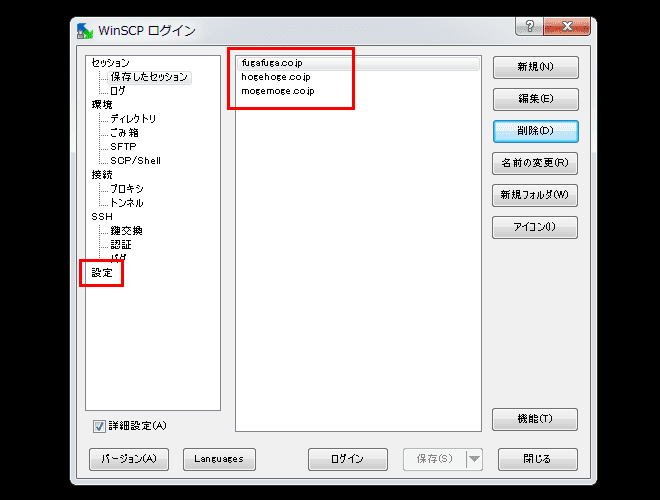 WinSCP ログイン
セッション
保存したセッション
ログ
環境
ディレクトリ
ごみ箱
SFTP
SCP/Shell
接続
プロキシ
トンネル
SSH
鍵交換
認証
バグ
設定
詳細設定(A)
fugafuga.co.jp
hogehoge.co.jp
mogemoge.co.jp
新規(N)
編集(E)
削除(D)
名前の変更(R)
新規フォルダ(W)
アイコン(I)
機能(T)
バージョン(A)
Languages
ログイン
保存(S)
閉じる